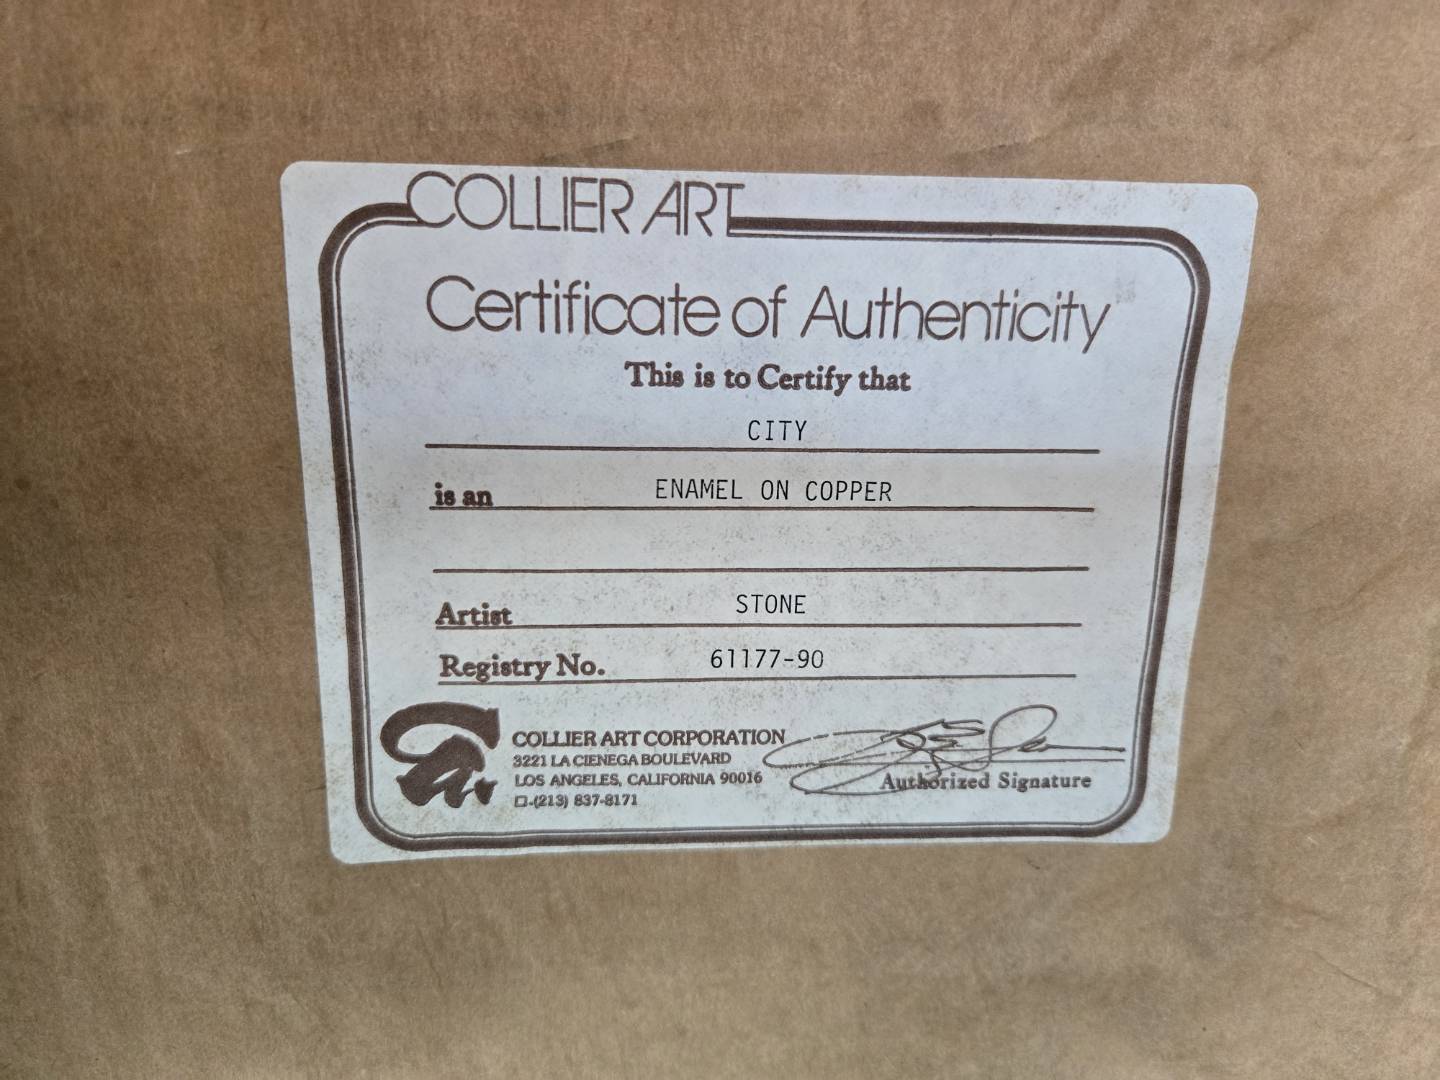 COLLIER ART
Certificate of Authenticity
This is to Certify that
CITY
is an ENAMEL ON COPPER
Artist STONE
Registry No. 61177-90
COLLIER ART CORPORATION
3221 LA CIENEGA BOULEVARD
LOS ANGELES, CALIFORNIA 90016
(213) 837-8171
Authorized Signature